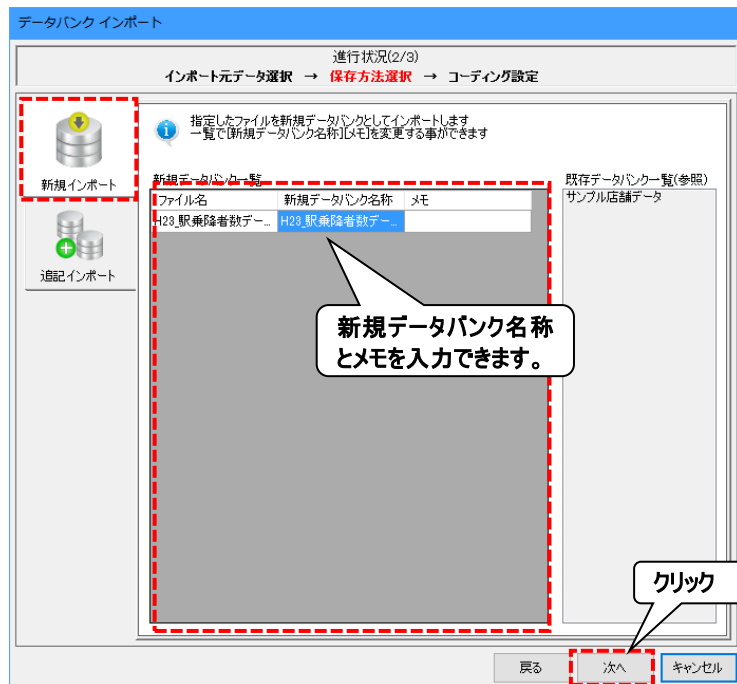 データバンク インポート
進行状況(2/3)
インポート元データ選択 → 保存方法選択 → コーディング設定
新規インポート
追記インポート
指定したファイルを新規データバンクとしてインポートします
一覧で[新規データバンク名称][メモ]を変更する事ができます
新規データバンク一覧
ファイル名 新規データバンク名称 メモ
H23_駅乗降者数デー... H23_駅乗降者数デー...
新規データバンク名称
とメモを入力できます。
既存データバンク一覧(参照)
サンプル店舗データ
クリック
戻る 次へ キャンセル